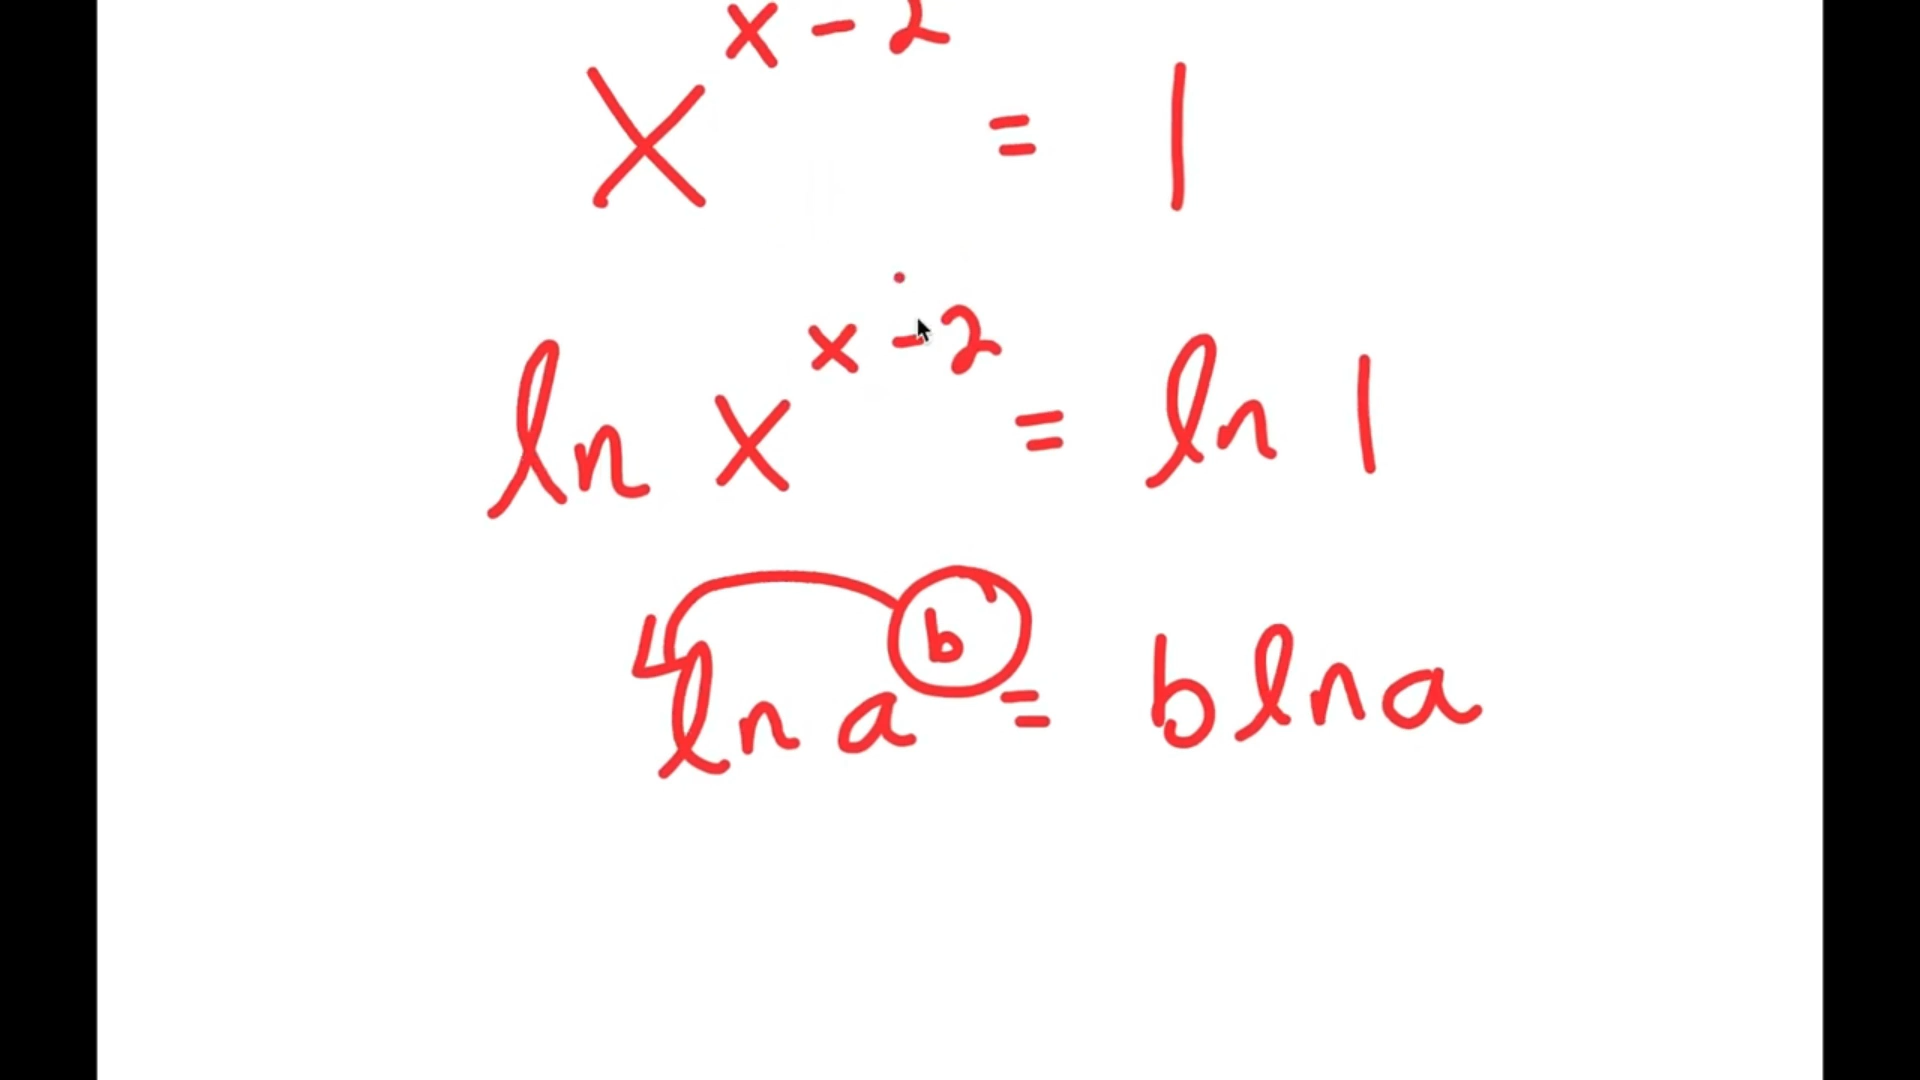 x^{x-2} = 1
ln x^{x-2} = ln 1
ln a^{b} = b ln a